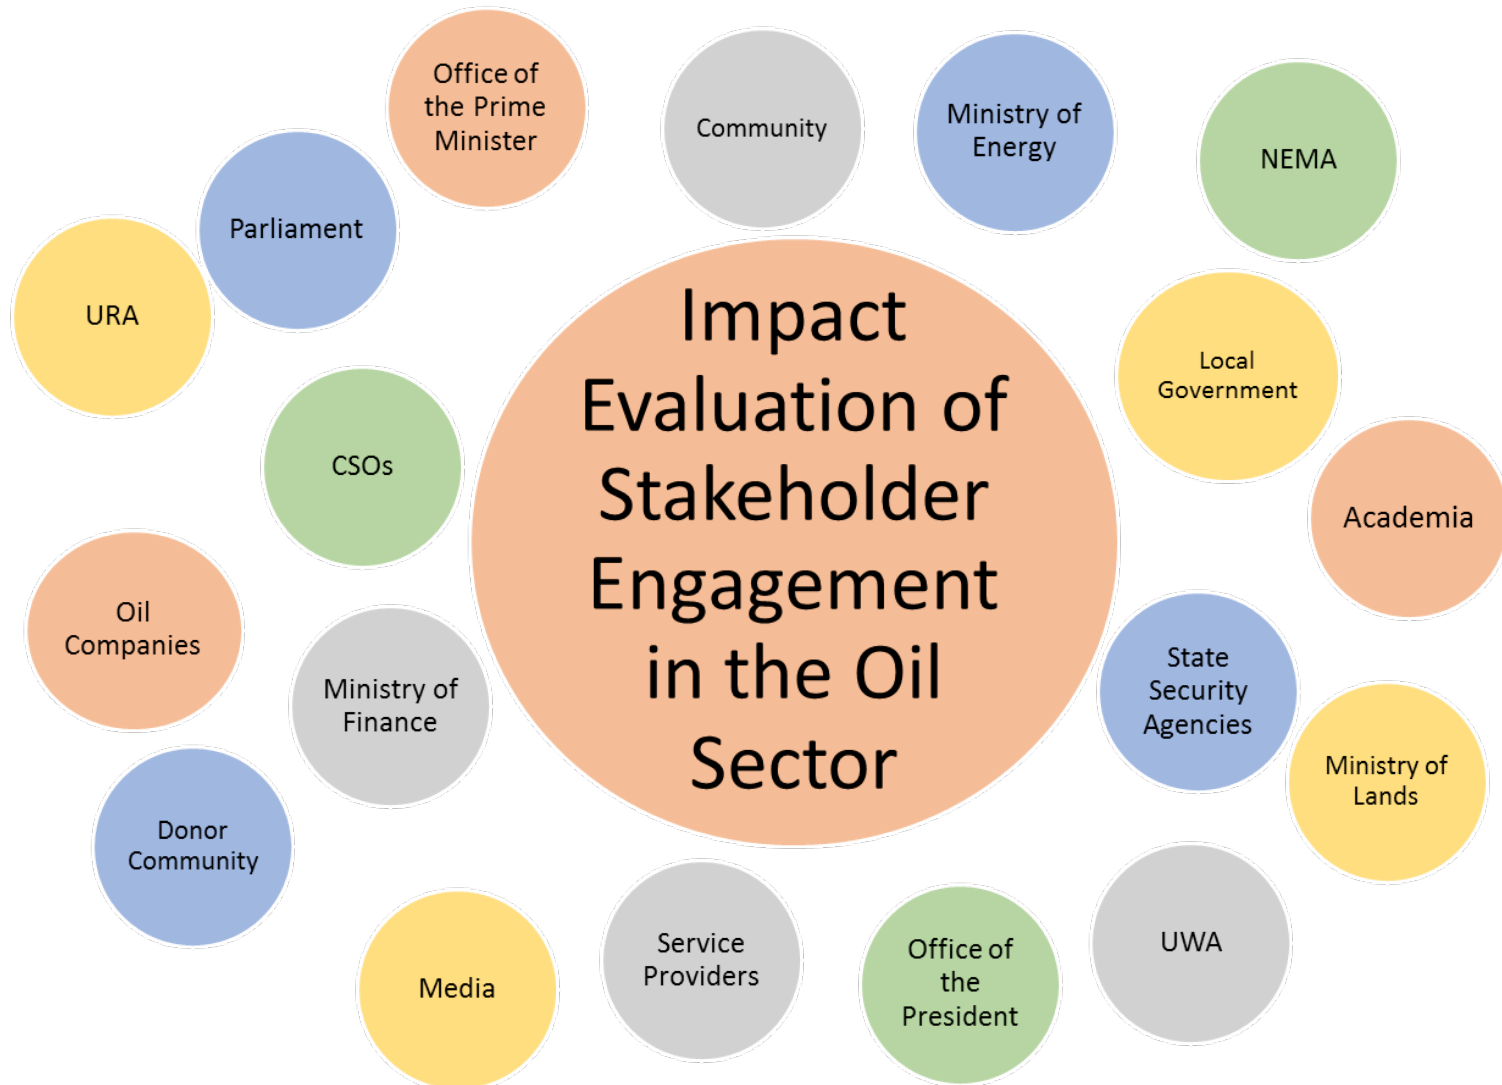 Office of
the Prime
Minister
Community
Ministry of
Energy
NEMA
Parliament
URA
Impact
Evaluation of
Stakeholder
Engagement
in the Oil
Sector
Local
Government
CSOs
Academia
Oil
Companies
Ministry of
Finance
State
Security
Agencies
Ministry of
Lands
Donor
Community
Media
Service
Providers
Office of
the
President
UWA